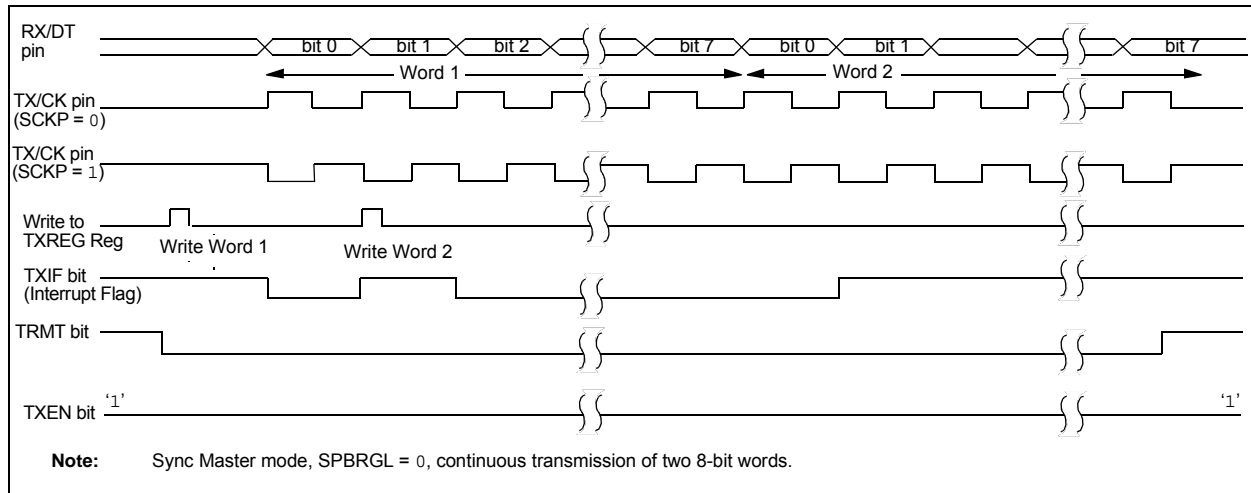 RX/DT
pin
bit 0 bit 1 bit 2 bit 7 bit 0 bit 1 bit 7
Word 1 Word 2
TX/CK pin
(SCKP = 0)
TX/CK pin
(SCKP = 1)
Write to
TXREG Reg
Write Word 1 Write Word 2
TXIF bit
(Interrupt Flag)
TRMT bit
TXEN bit ‘1’ ‘1’
Note: Sync Master mode, SPBRGL = 0, continuous transmission of two 8-bit words.